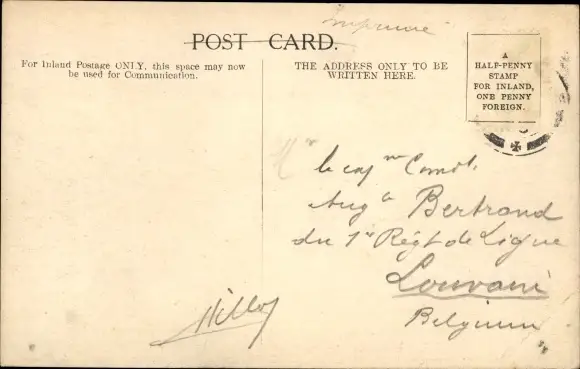 Imprimé
POST CARD.
For Inland Postage ONLY, this space may now
be used for Communication.
THE ADDRESS ONLY TO BE
WRITTEN HERE.
A
HALF-PENNY
STAMP
FOR INLAND,
ONE PENNY
FOREIGN.
Mr le capne Comdt.
Augte Bertrand
du 1er Régt de Ligne
Louvain
Belgium